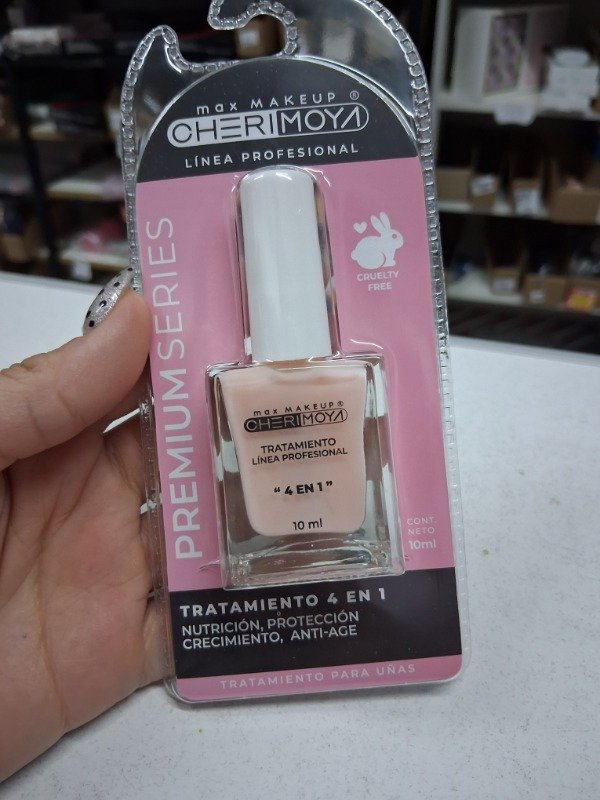 max MAKEUP ®
CHERIMOYA
LÍNEA PROFESIONAL
PREMIUM SERIES
CRUELTY
FREE
max MAKEUP ®
CHERIMOYA
TRATAMIENTO
LÍNEA PROFESIONAL
“ 4 EN 1 ”
10 ml
CONT.
NETO
10ml
TRATAMIENTO 4 EN 1
NUTRICIÓN, PROTECCIÓN
CRECIMIENTO, ANTI-AGE
TRATAMIENTO PARA UÑAS